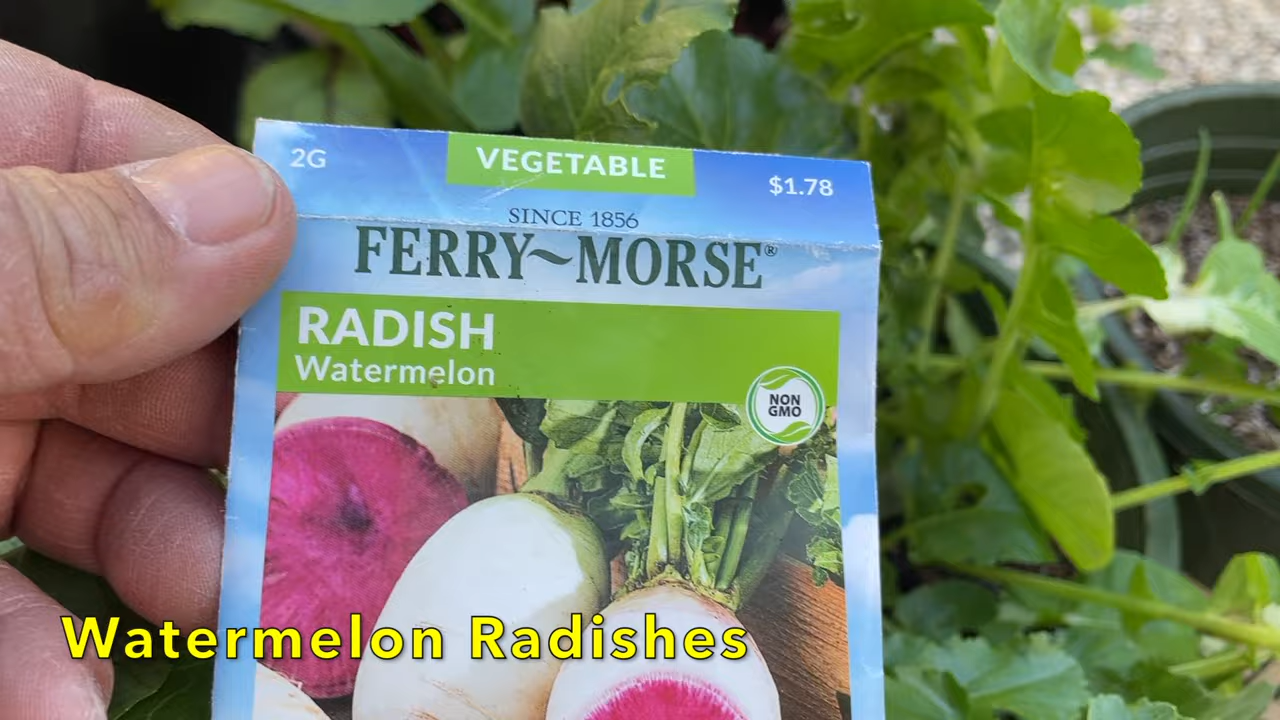 2G
VEGETABLE
$1.78
SINCE 1856
FERRY~MORSE®
RADISH
Watermelon
NON
GMO
Watermelon Radishes